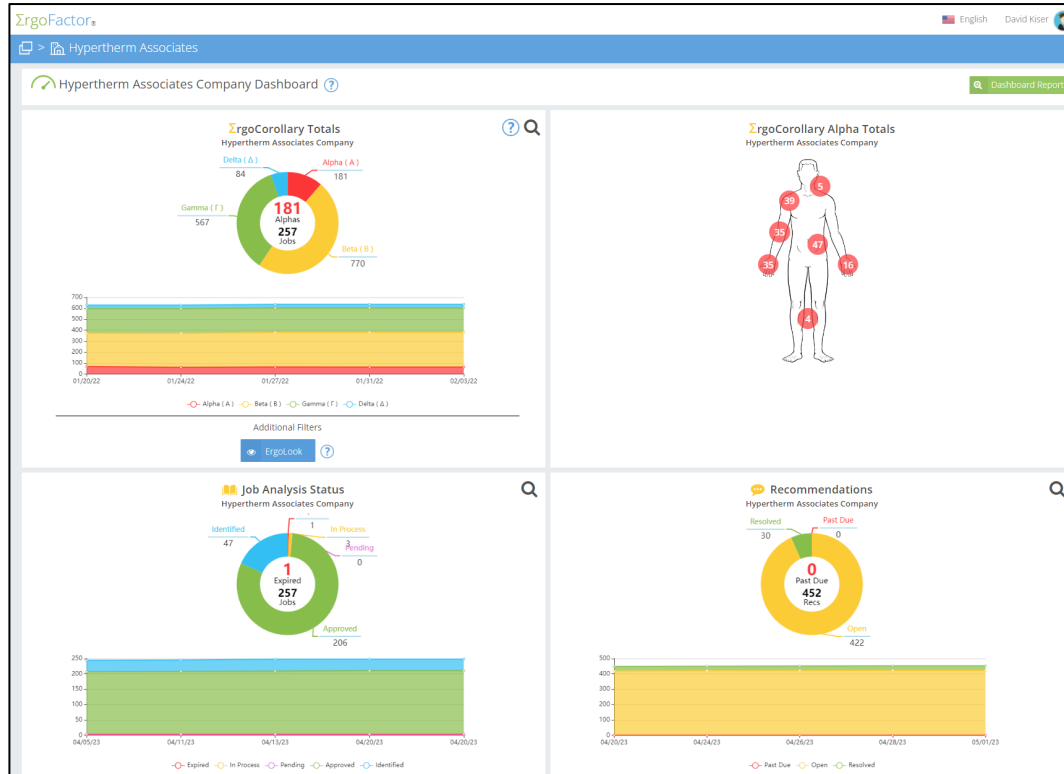 ΣrgoFactor®
English David Kiser
> Hypertherm Associates
Hypertherm Associates Company Dashboard ?
Dashboard Report
ΣrgoCorollary Totals
Hypertherm Associates Company
?
Delta ( Δ )
84
Alpha ( A )
181
Gamma ( Γ )
567
181
Alphas
257
Jobs
Beta ( B )
770
700
600
500
400
300
200
100
0
01/20/22 01/24/22 01/27/22 01/31/22 02/03/22
Alpha ( A ) Beta ( B ) Gamma ( Γ ) Delta ( Δ )
Additional Filters
ErgoLook ?
ΣrgoCorollary Alpha Totals
Hypertherm Associates Company
5
39
35
47
35
16
4
Job Analysis Status
Hypertherm Associates Company
1
Identified
47
In Process
3
Pending
0
1
Expired
257
Jobs
Approved
206
250
200
150
100
50
0
04/05/23 04/11/23 04/13/23 04/20/23 04/20/23
Expired In Process Pending Approved Identified
Recommendations
Hypertherm Associates Company
Resolved
30
Past Due
0
0
Past Due
452
Recs
Open
422
500
400
300
200
100
0
04/20/23 04/24/23 04/26/23 04/28/23 05/01/23
Past Due Open Resolved